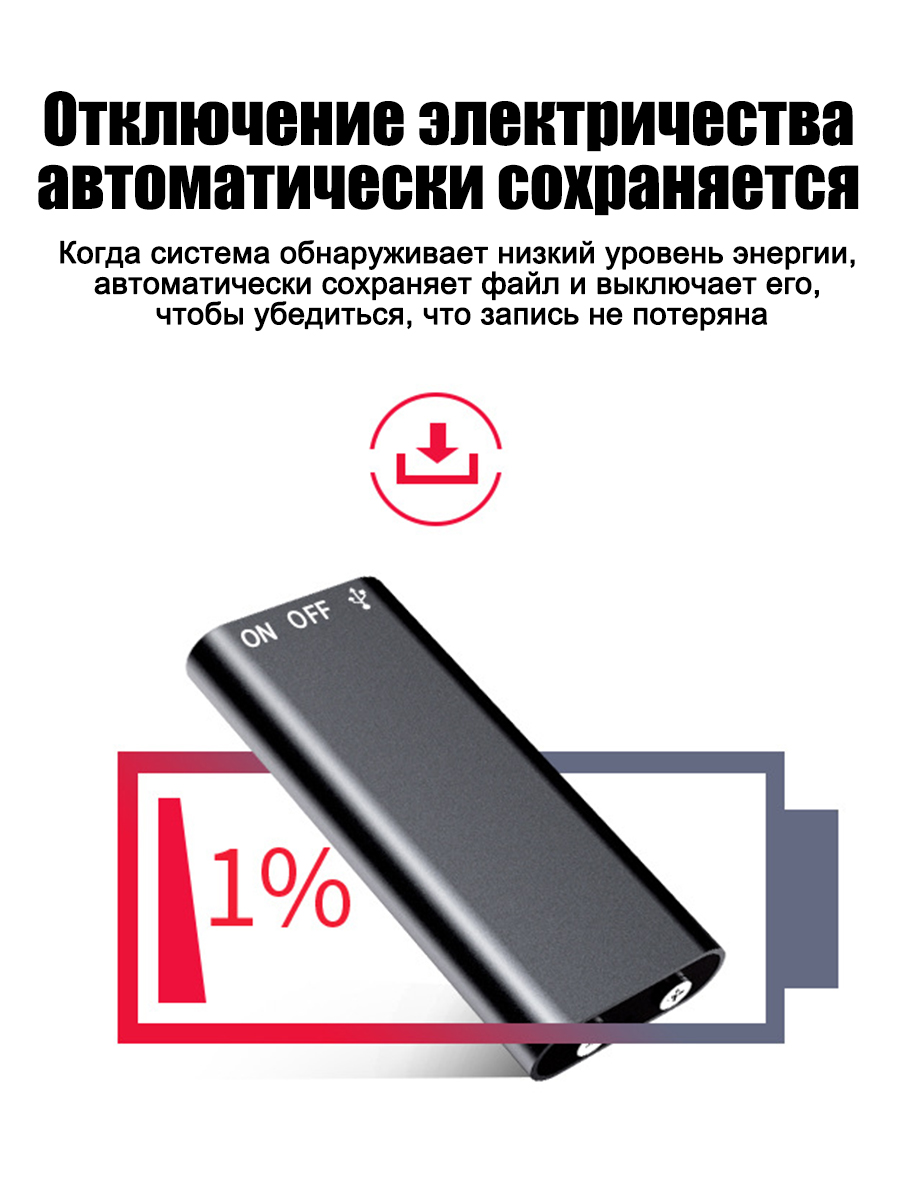 Отключение электричества
автоматически сохраняется
Когда система обнаруживает низкий уровень энергии,
автоматически сохраняет файл и выключает его,
чтобы убедиться, что запись не потеряна
ON OFF
1%